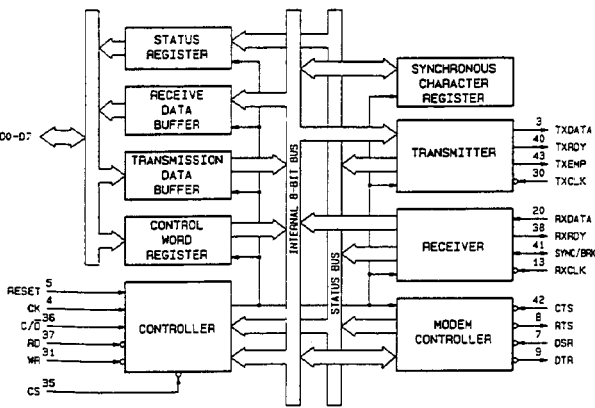 STATUS
REGISTER
RECEIVE
DATA
BUFFER
D0-D7
TRANSMISSION
DATA
BUFFER
CONTROL
WORD
REGISTER
RESET 5
CK 4
C/D̅ 36
RD 37
WR 31
CS 35
CONTROLLER
INTERNAL 8-BIT BUS
STATUS BUS
SYNCHRONOUS
CHARACTER
REGISTER
TRANSMITTER
3 TXDATA
40 TXRDY
43 TXEMP
30 TXCLK
RECEIVER
20 RXDATA
38 RXRDY
41 SYNC/BRK
13 RXCLK
MODEM
CONTROLLER
42 CTS
8 RTS
7 DSR
9 DTR